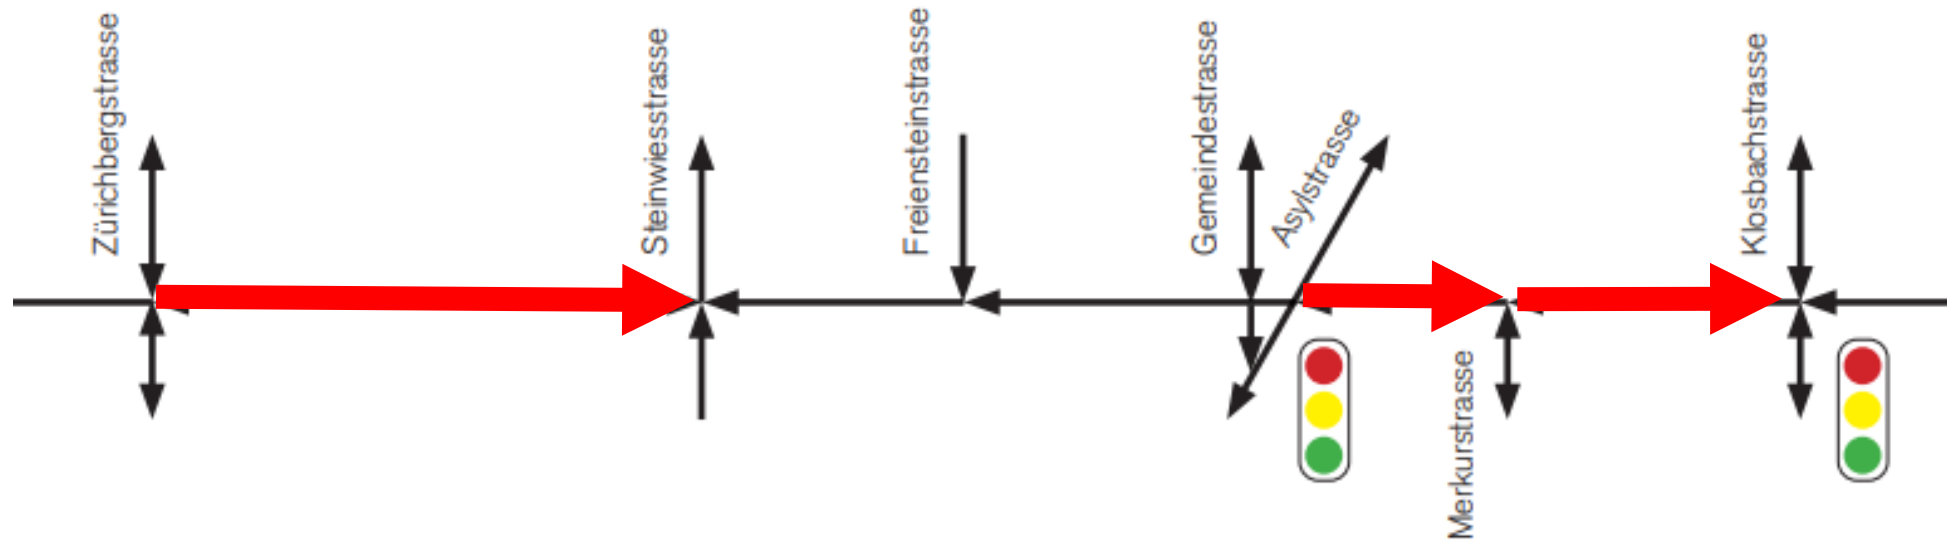 Zürichbergstrasse
Steinwiesstrasse
Freiensteinstrasse
Gemeindestrasse
Asylstrasse
Merkurstrasse
Klosbachstrasse